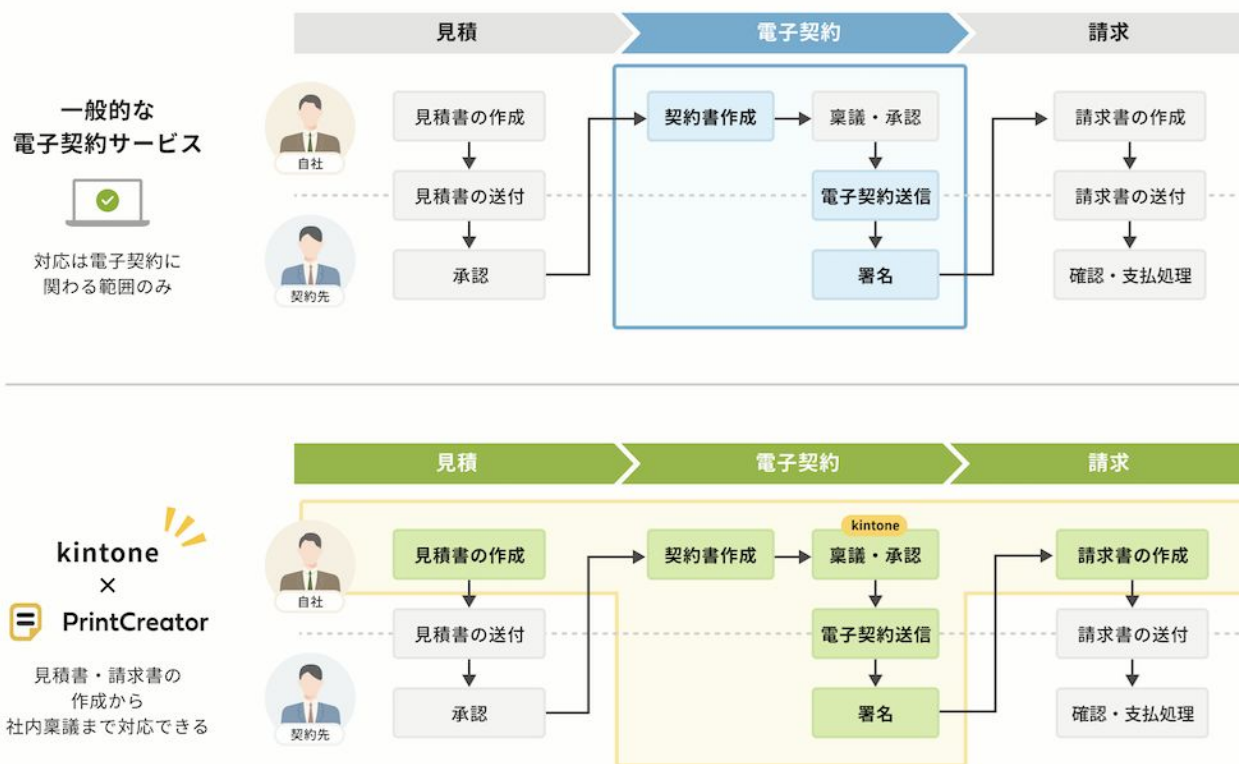 見積
電子契約
請求
一般的な
電子契約サービス
対応は電子契約に
関わる範囲のみ
自社
契約先
見積書の作成
見積書の送付
承認
契約書作成
稟議・承認
電子契約送信
署名
請求書の作成
請求書の送付
確認・支払処理
見積
電子契約
請求
kintone
×
PrintCreator
見積書・請求書の
作成から
社内稟議まで対応できる
自社
契約先
見積書の作成
見積書の送付
承認
契約書作成
kintone
稟議・承認
電子契約送信
署名
請求書の作成
請求書の送付
確認・支払処理